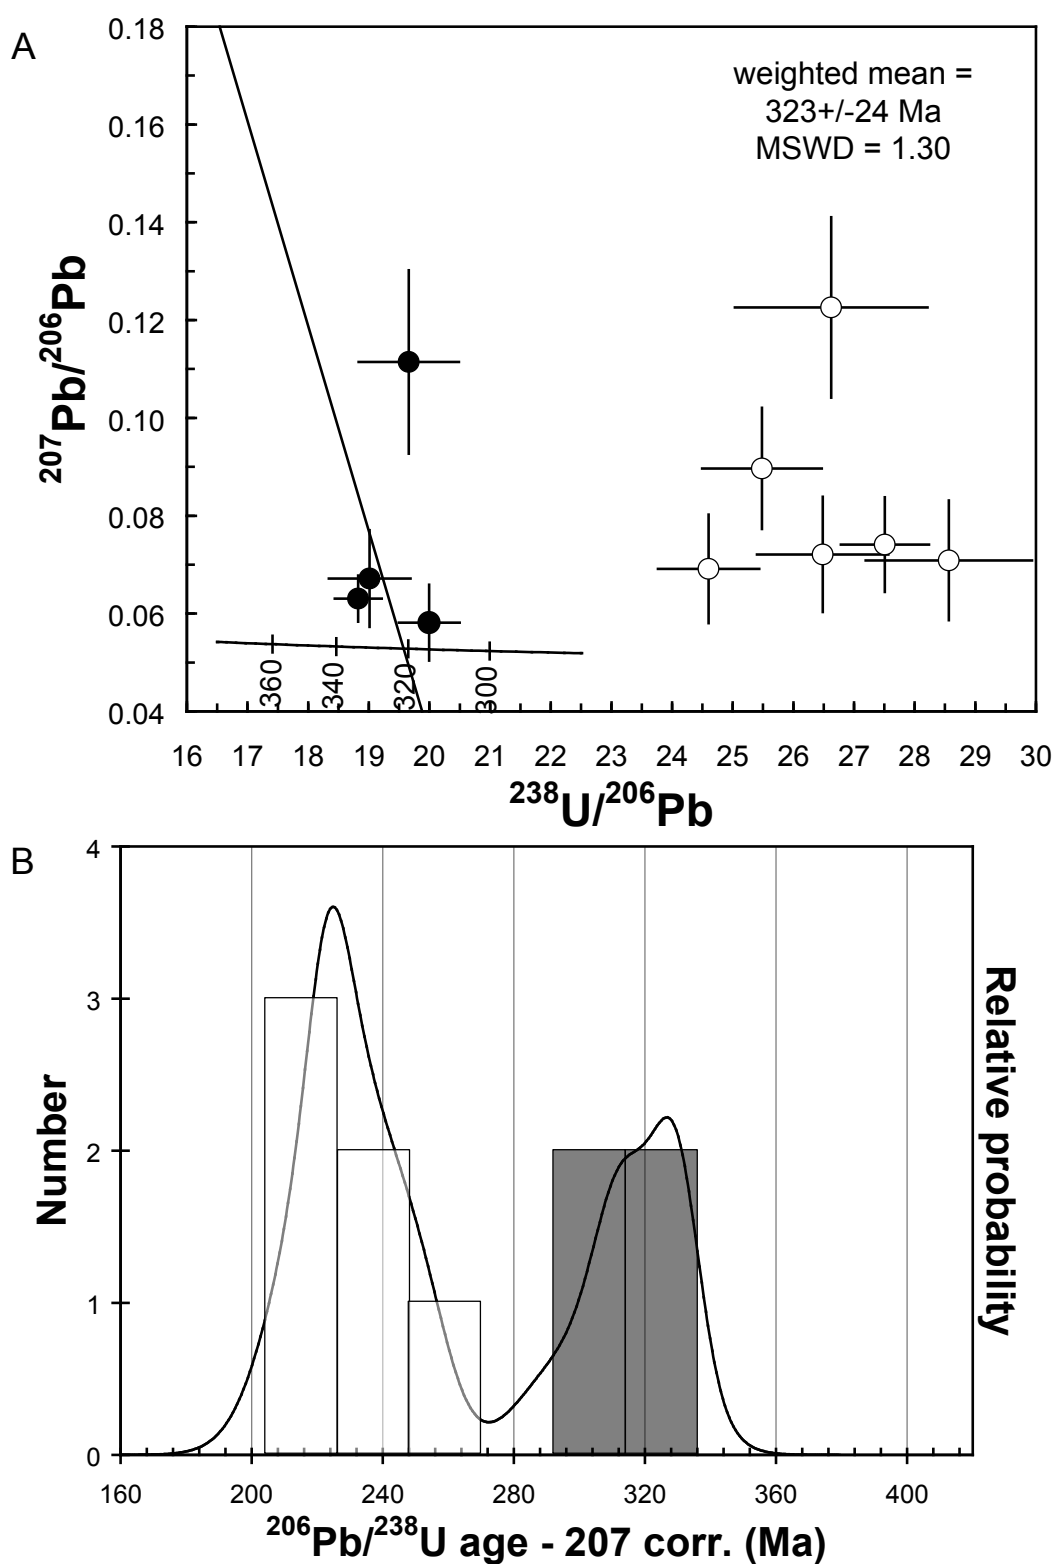 A
0.18
0.16
0.14
0.12
0.10
0.08
0.06
0.04
207Pb/206Pb
weighted mean =
323+/-24 Ma
MSWD = 1.30
360
340
320
300
16 17 18 19 20 21 22 23 24 25 26 27 28 29 30
238U/206Pb
B
4
3
2
1
0
Number
Relative probability
160 200 240 280 320 360 400
206Pb/238U age - 207 corr. (Ma)